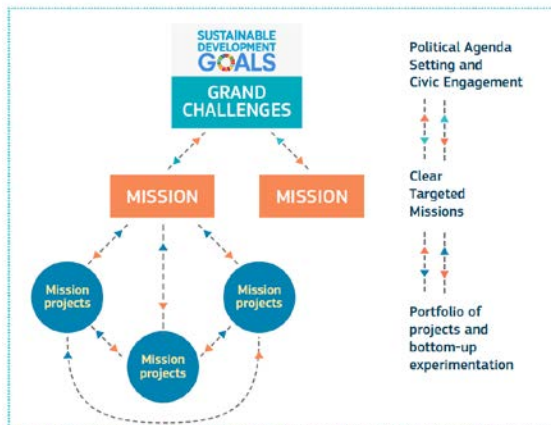 SUSTAINABLE
DEVELOPMENT
GOALS
GRAND
CHALLENGES
MISSION
MISSION
Mission
projects
Mission
projects
Mission
projects
Political Agenda
Setting and
Civic Engagement
Clear
Targeted
Missions
Portfolio of
projects and
bottom-up
experimentation